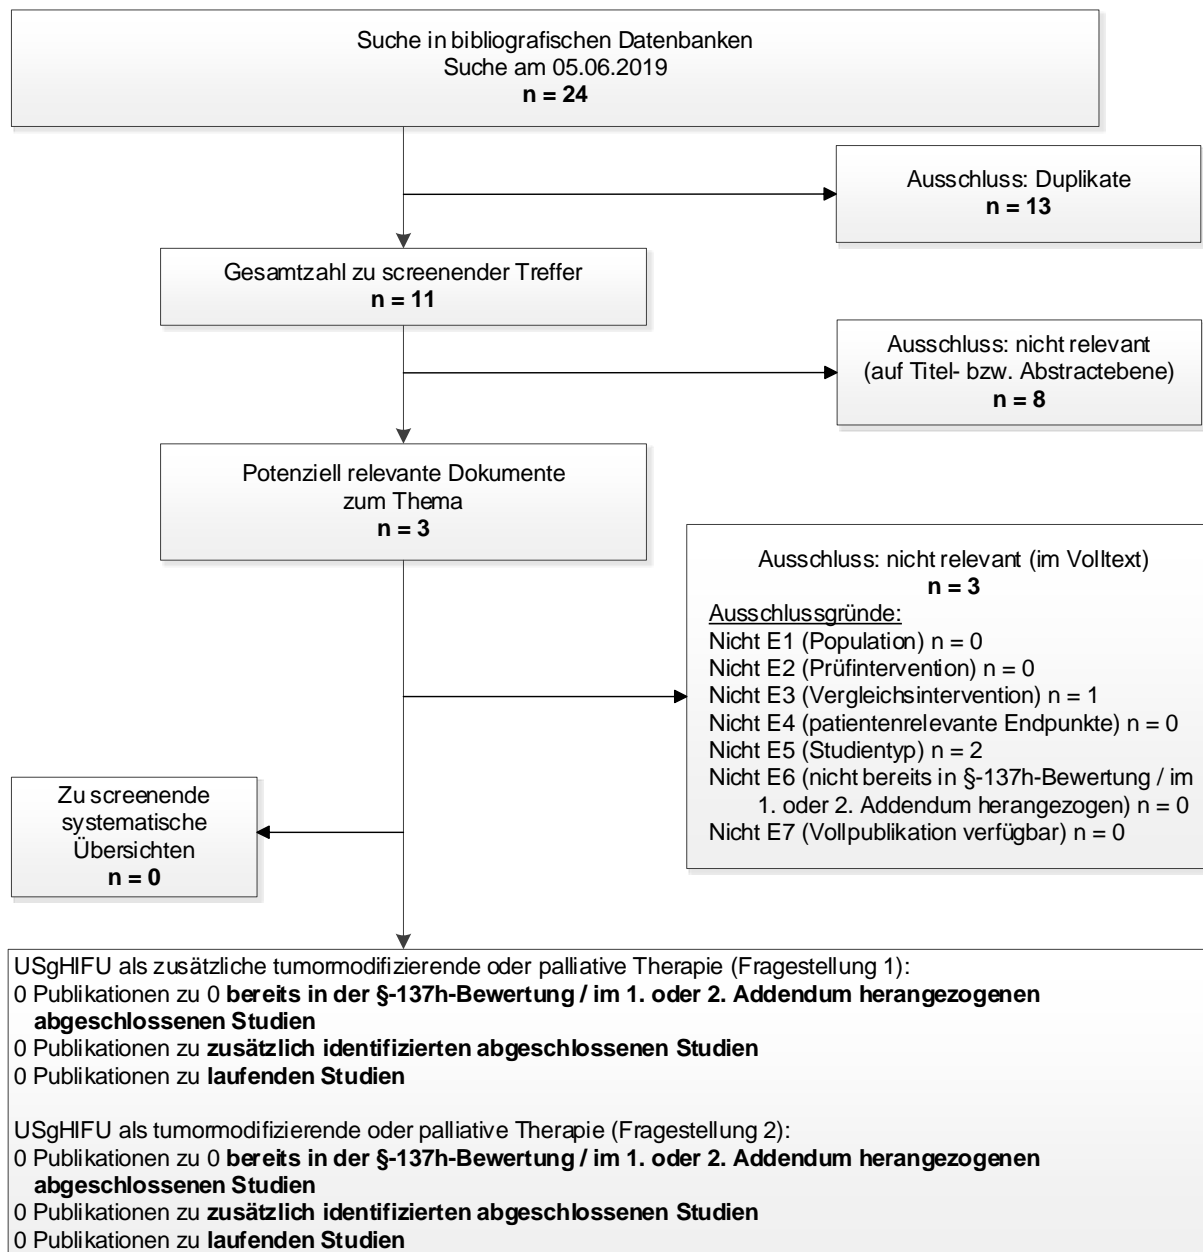 Suche in bibliografischen Datenbanken
Suche am 05.06.2019
n = 24
Ausschluss: Duplikate
n = 13
Gesamtzahl zu screenender Treffer
n = 11
Ausschluss: nicht relevant
(auf Titel- bzw. Abstractebene)
n = 8
Potenziell relevante Dokumente
zum Thema
n = 3
Ausschluss: nicht relevant (im Volltext)
n = 3
Ausschlussgründe:
Nicht E1 (Population) n = 0
Nicht E2 (Prüfintervention) n = 0
Nicht E3 (Vergleichsintervention) n = 1
Nicht E4 (patientenrelevante Endpunkte) n = 0
Nicht E5 (Studientyp) n = 2
Nicht E6 (nicht bereits in §-137h-Bewertung / im
1. oder 2. Addendum herangezogen) n = 0
Nicht E7 (Vollpublikation verfügbar) n = 0
Zu screenende
systematische
Übersichten
n = 0
USgHIFU als zusätzliche tumormodifizierende oder palliative Therapie (Fragestellung 1):
0 Publikationen zu 0 bereits in der §-137h-Bewertung / im 1. oder 2. Addendum herangezogenen
abgeschlossenen Studien
0 Publikationen zu zusätzlich identifizierten abgeschlossenen Studien
0 Publikationen zu laufenden Studien
USgHIFU als tumormodifizierende oder palliative Therapie (Fragestellung 2):
0 Publikationen zu 0 bereits in der §-137h-Bewertung / im 1. oder 2. Addendum herangezogenen
abgeschlossenen Studien
0 Publikationen zu zusätzlich identifizierten abgeschlossenen Studien
0 Publikationen zu laufenden Studien